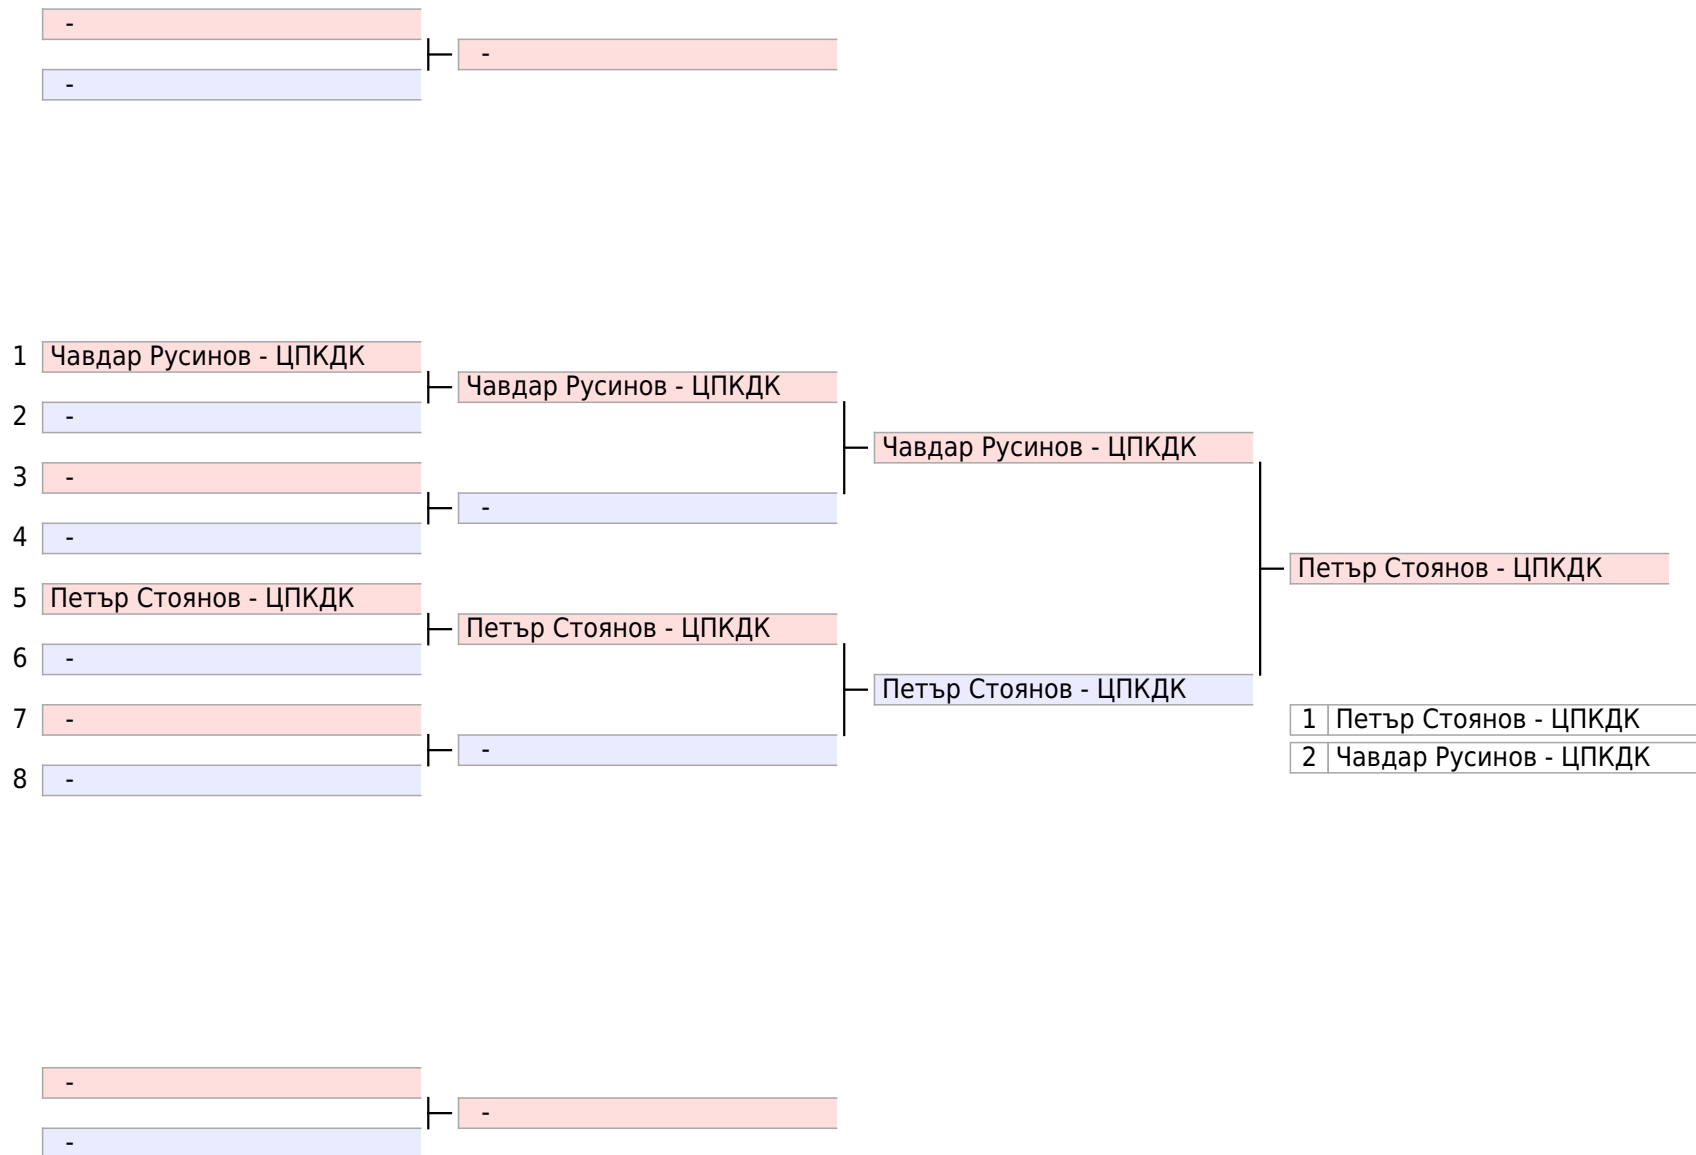 -
-
-
1 Чавдар Русинов - ЦПКДК
Чавдар Русинов - ЦПКДК
2 -
Чавдар Русинов - ЦПКДК
3 -
-
4 -
Петър Стоянов - ЦПКДК
5 Петър Стоянов - ЦПКДК
Петър Стоянов - ЦПКДК
6 -
Петър Стоянов - ЦПКДК
7 -
1 Петър Стоянов - ЦПКДК
-
2 Чавдар Русинов - ЦПКДК
8 -
-
-
-